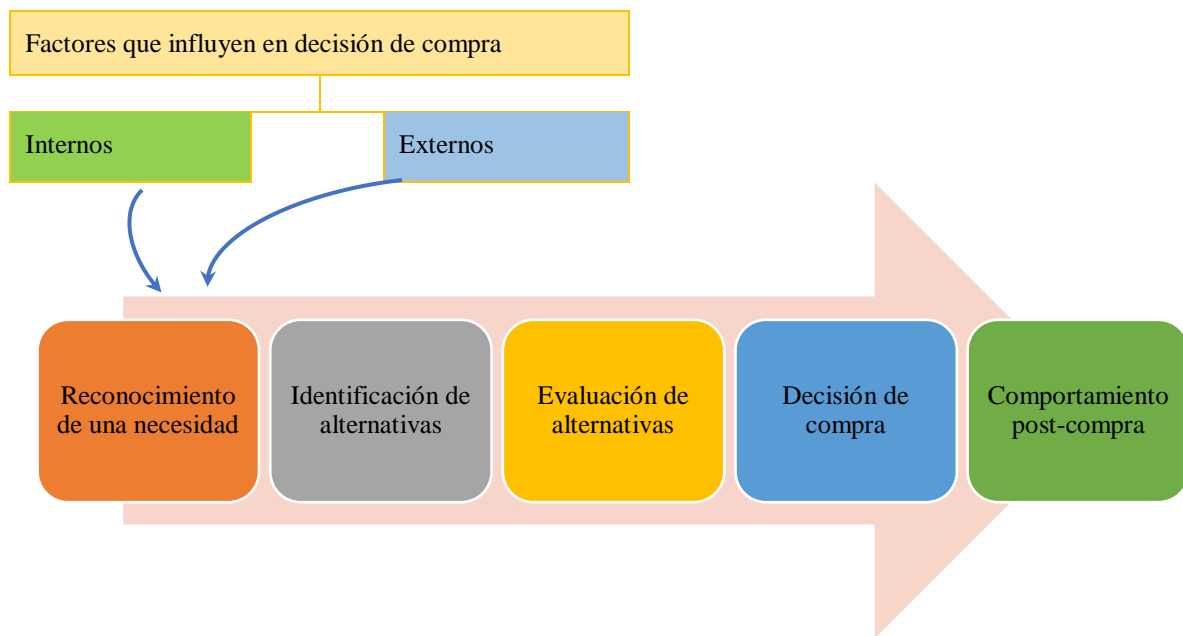 Factores que influyen en decisión de compra
Internos
Externos
Reconocimiento
de una necesidad
Identificación de
alternativas
Evaluación de
alternativas
Decisión de
compra
Comportamiento
post-compra